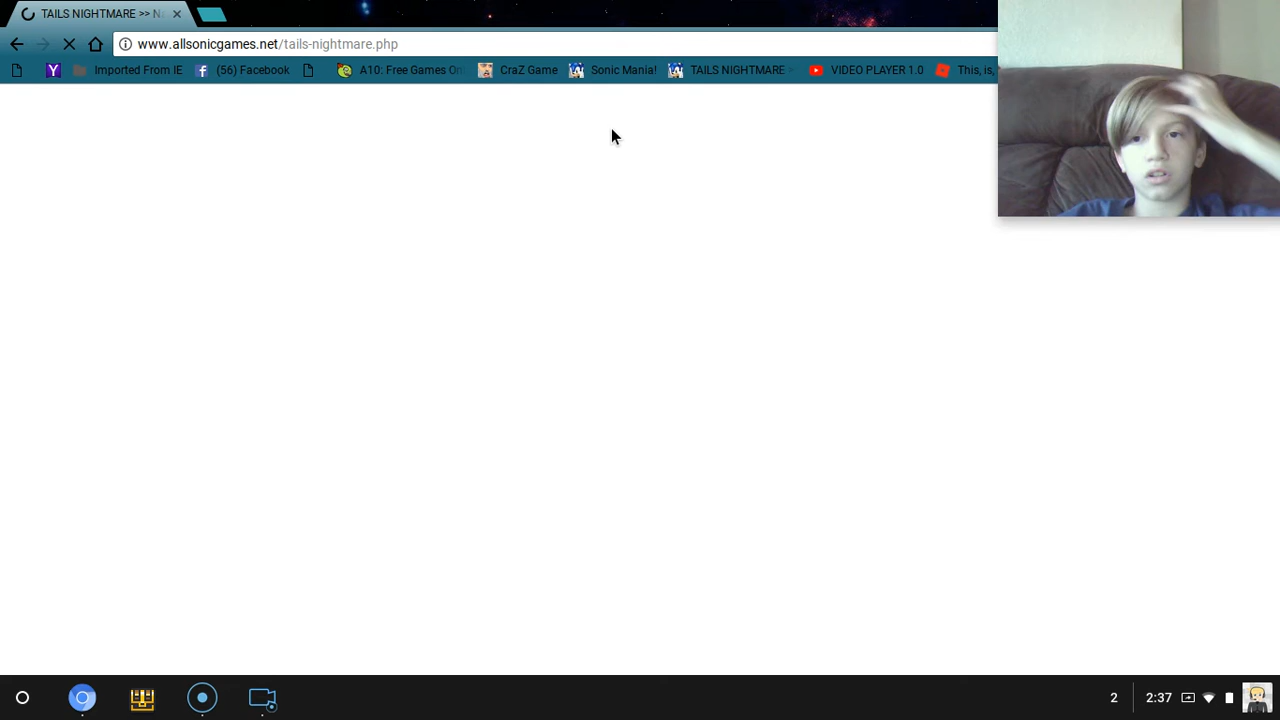 TAILS NIGHTMARE >> N
www.allsonicgames.net/tails-nightmare.php
Imported From IE
(56) Facebook
A10: Free Games On
CraZ Game
Sonic Mania!
TAILS NIGHTMARE >
VIDEO PLAYER 1.0
This, is,
2
2:37